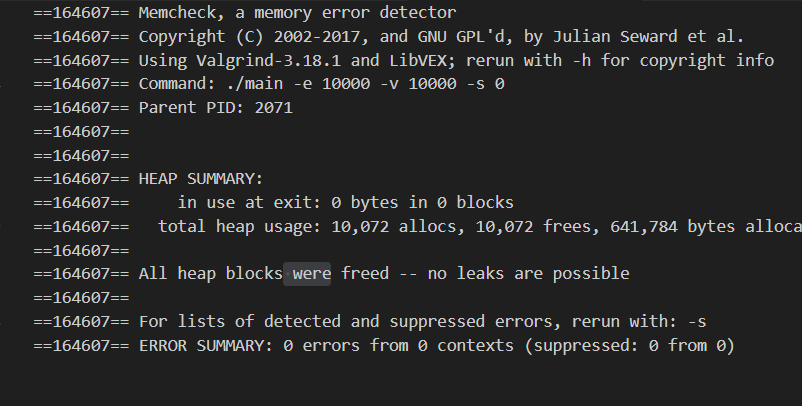 ==164607== Memcheck, a memory error detector
==164607== Copyright (C) 2002-2017, and GNU GPL'd, by Julian Seward et al.
==164607== Using Valgrind-3.18.1 and LibVEX; rerun with -h for copyright info
==164607== Command: ./main -e 10000 -v 10000 -s 0
==164607== Parent PID: 2071
==164607==
==164607==
==164607== HEAP SUMMARY:
==164607==     in use at exit: 0 bytes in 0 blocks
==164607==   total heap usage: 10,072 allocs, 10,072 frees, 641,784 bytes alloca
==164607==
==164607== All heap blocks were freed -- no leaks are possible
==164607==
==164607== For lists of detected and suppressed errors, rerun with: -s
==164607== ERROR SUMMARY: 0 errors from 0 contexts (suppressed: 0 from 0)